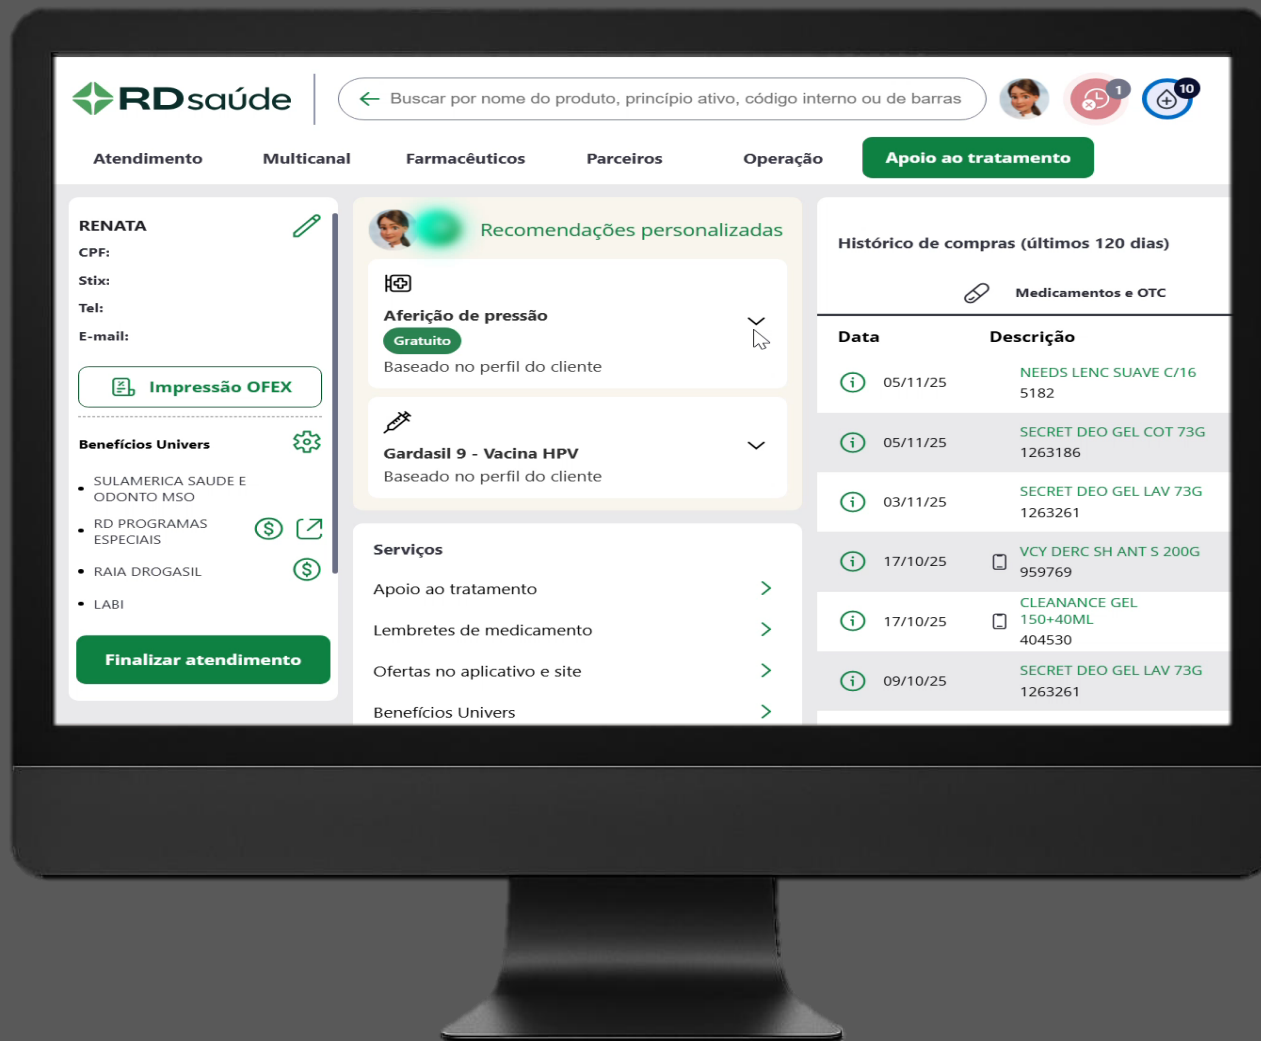 RDsaúde
Buscar por nome do produto, princípio ativo, código interno ou de barras
1
10
Atendimento
Multicanal
Farmacêuticos
Parceiros
Operação
Apoio ao tratamento
RENATA
CPF:
Stix:
Tel:
E-mail:
Impressão OFEX
Benefícios Univers
• SULAMERICA SAUDE E
ODONTO MSO
• RD PROGRAMAS
ESPECIAIS
• RAIA DROGASIL
• LABI
Finalizar atendimento
Recomendações personalizadas
Aferição de pressão
Gratuito
Baseado no perfil do cliente
Gardasil 9 - Vacina HPV
Baseado no perfil do cliente
Serviços
Apoio ao tratamento
Lembretes de medicamento
Ofertas no aplicativo e site
Benefícios Univers
Histórico de compras (últimos 120 dias)
Medicamentos e OTC
Data Descrição
05/11/25 NEEDS LENC SUAVE C/16
5182
05/11/25 SECRET DEO GEL COT 73G
1263186
03/11/25 SECRET DEO GEL LAV 73G
1263261
17/10/25 VCY DERC SH ANT S 200G
959769
17/10/25 CLEANANCE GEL
150+40ML
404530
09/10/25 SECRET DEO GEL LAV 73G
1263261